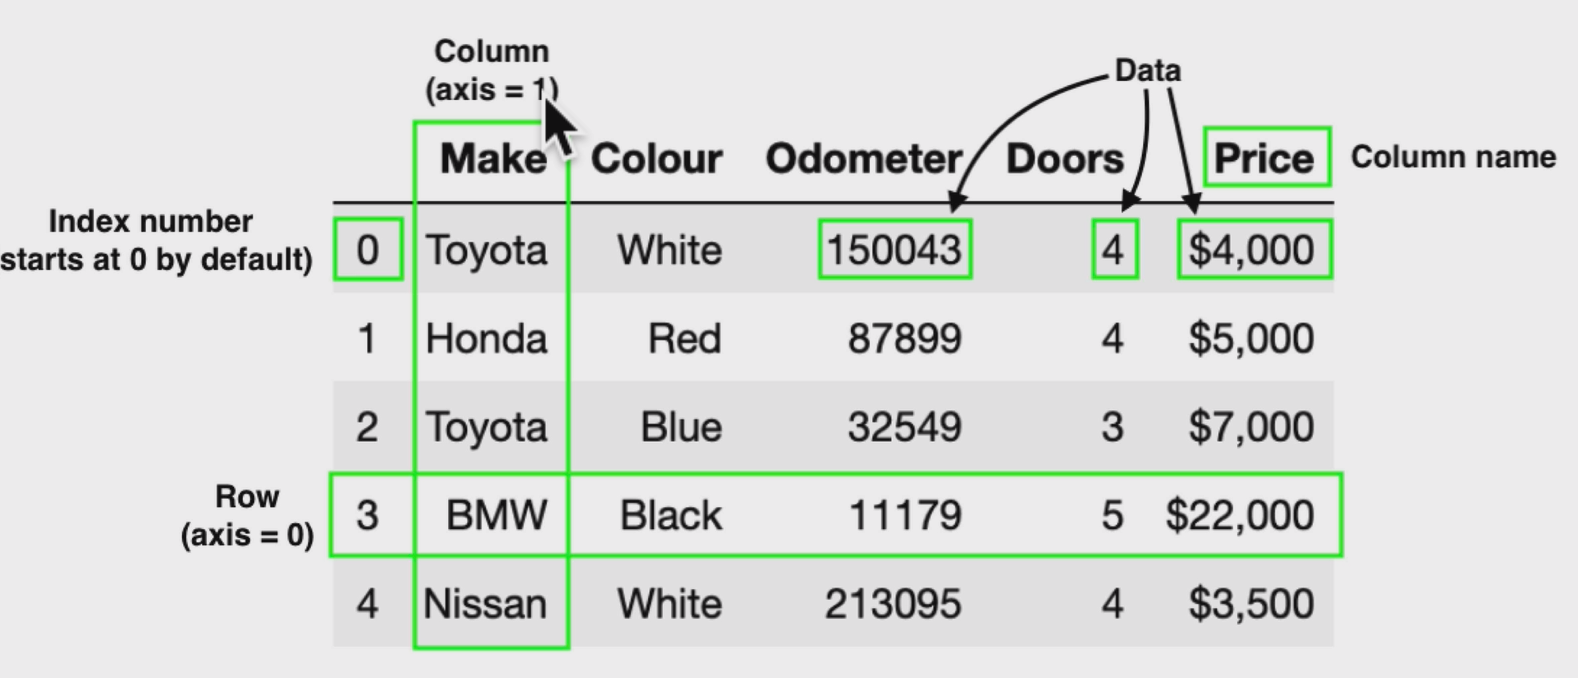 Column
(axis = 1)
Data
Make Colour Odometer Doors Price Column name
Index number
starts at 0 by default)
0 Toyota White 150043 4 $4,000
1 Honda Red 87899 4 $5,000
2 Toyota Blue 32549 3 $7,000
Row
(axis = 0)
3 BMW Black 11179 5 $22,000
4 Nissan White 213095 4 $3,500